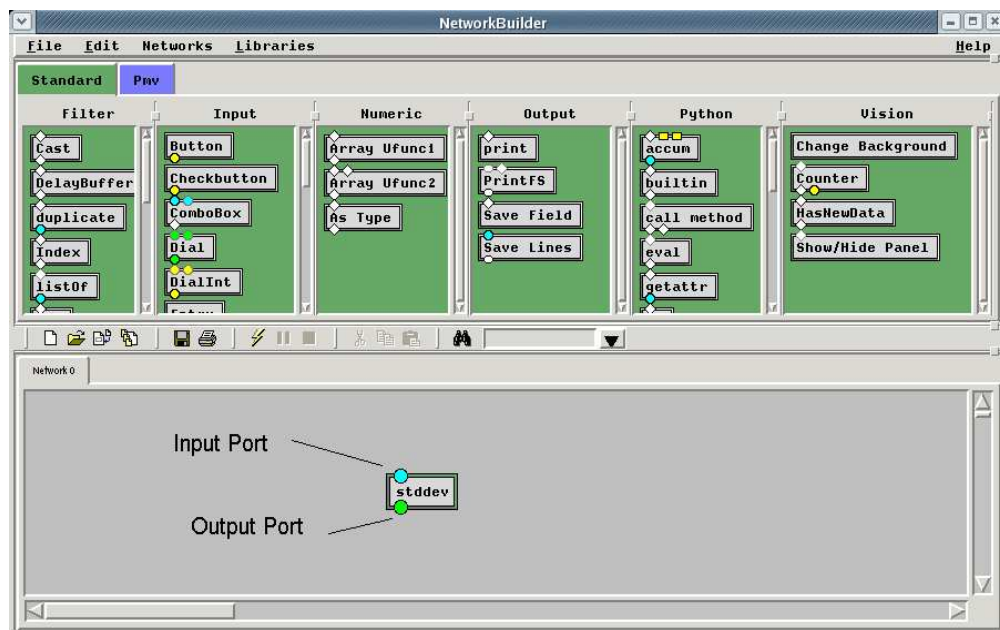 NetworkBuilder
File Edit Networks Libraries Help
Standard Pmv
Filter Input Numeric Output Python Vision
Cast
DelayBuffer
duplicate
Index
listOf
Button
Checkbutton
ComboBox
Dial
DialInt
Array Ufunc1
Array Ufunc2
As Type
print
PrintFS
Save Field
Save Lines
accum
builtin
call method
eval
getattr
Change Background
Counter
HasNewData
Show/Hide Panel
Network 0
Input Port
stddev
Output Port